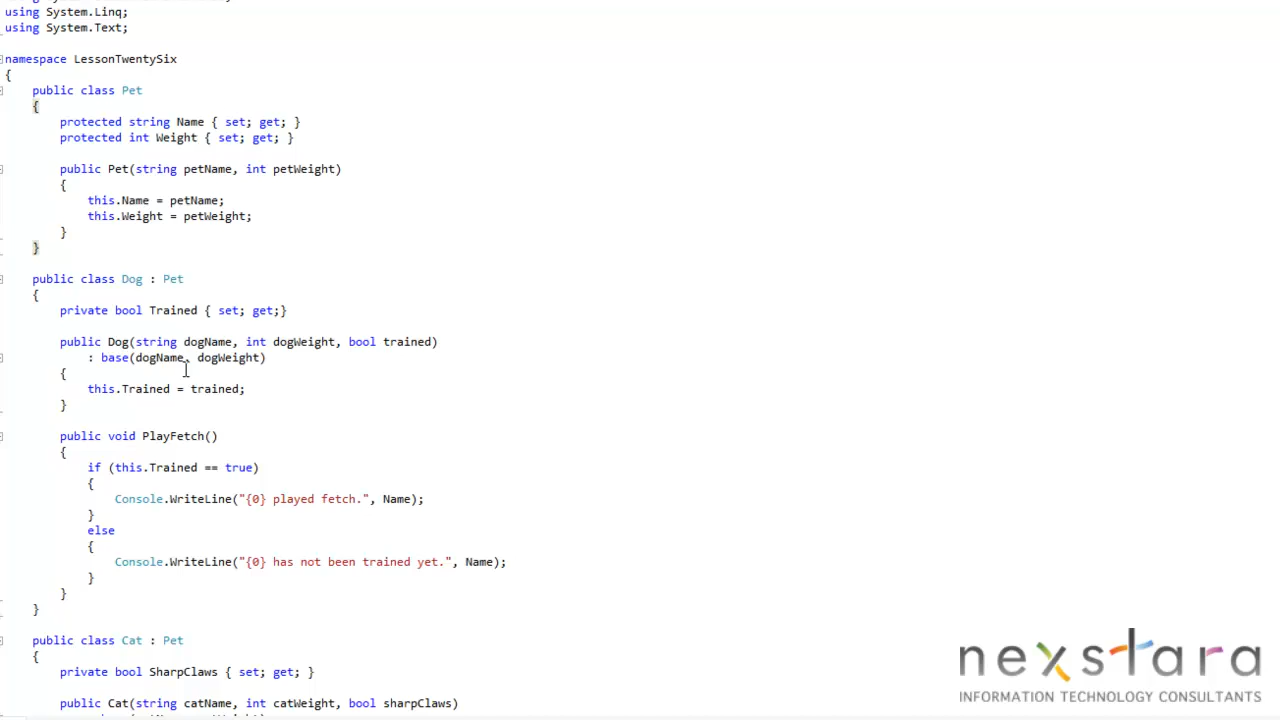 using System.Linq;
using System.Text;
namespace LessonTwentySix
{
public class Pet
{
protected string Name { set; get; }
protected int Weight { set; get; }
public Pet(string petName, int petWeight)
{
this.Name = petName;
this.Weight = petWeight;
}
}
public class Dog : Pet
{
private bool Trained { set; get;}
public Dog(string dogName, int dogWeight, bool trained)
: base(dogName, dogWeight)
{
this.Trained = trained;
}
public void PlayFetch()
{
if (this.Trained == true)
{
Console.WriteLine("{0} played fetch.", Name);
}
else
{
Console.WriteLine("{0} has not been trained yet.", Name);
}
}
}
public class Cat : Pet
{
private bool SharpClaws { set; get; }
public Cat(string catName, int catWeight, bool sharpClaws)
nexstara
INFORMATION TECHNOLOGY CONSULTANTS